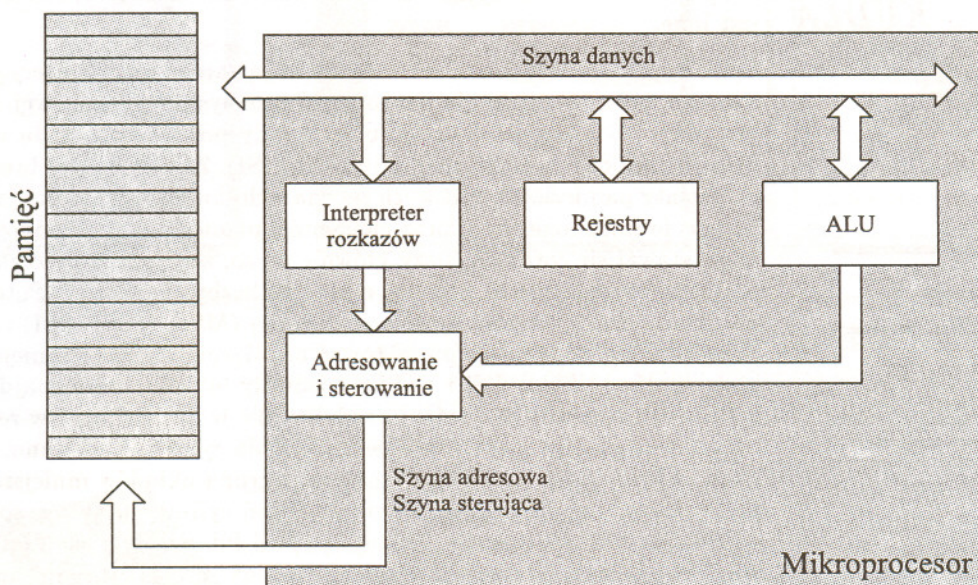 Szyna danych
Pamięć
Interpreter
rozkazów
Rejestry
ALU
Adresowanie
i sterowanie
Szyna adresowa
Szyna sterująca
Mikroprocesor